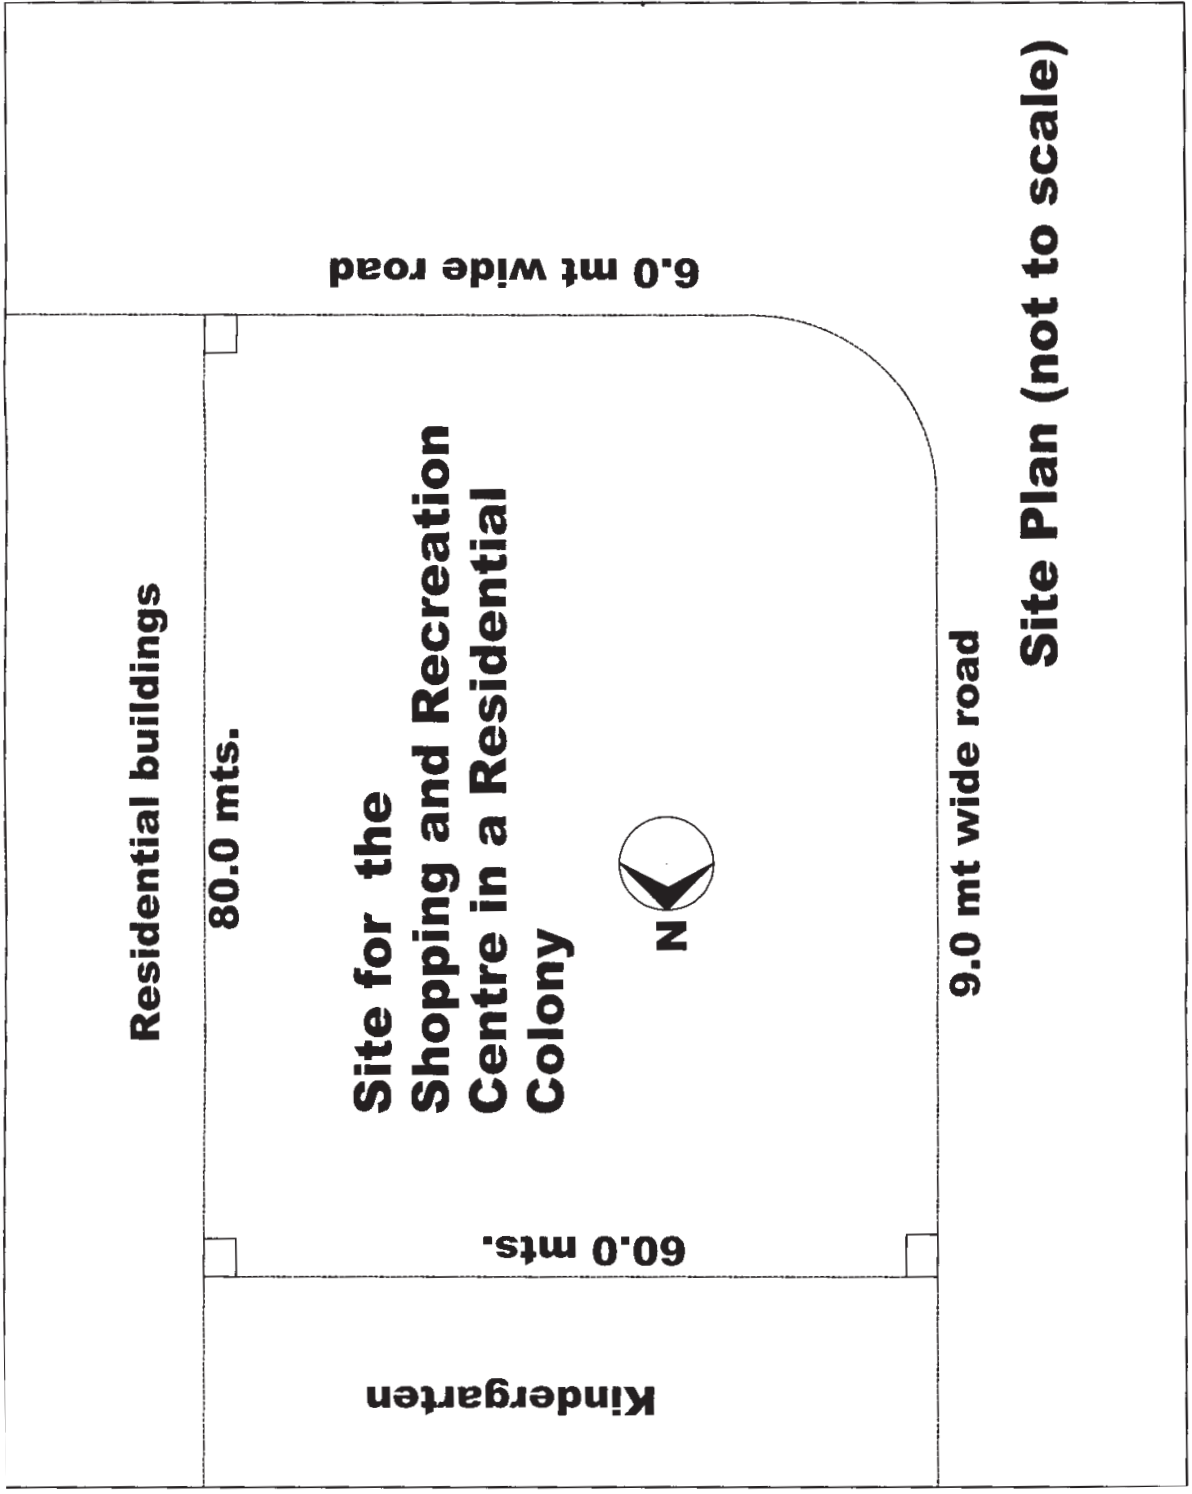 Residential buildings
80.0 mts.
6.0 mt wide road
Site for the
Shopping and Recreation
Centre in a Residential
Colony
N
60.0 mts.
Kindergarten
9.0 mt wide road
Site Plan (not to scale)